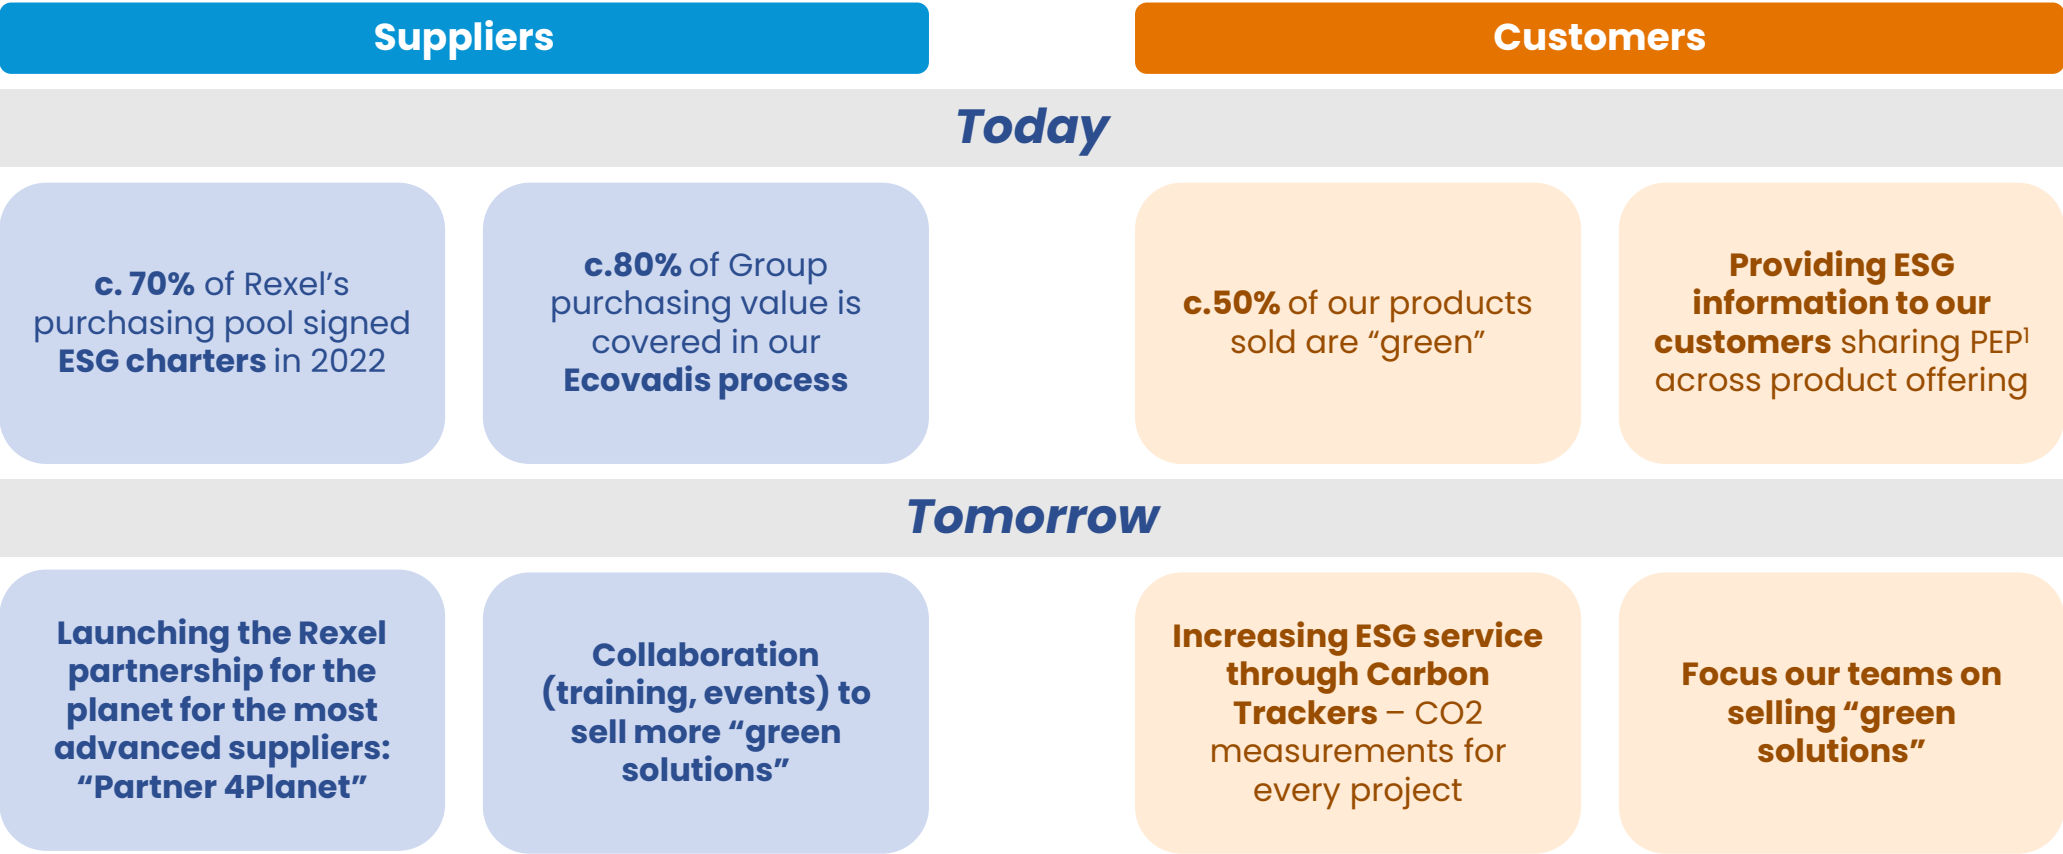 Suppliers
Customers
Today
c. 70% of Rexel’s
purchasing pool signed
ESG charters in 2022
c.80% of Group
purchasing value is
covered in our
Ecovadis process
c.50% of our products
sold are “green”
Providing ESG
information to our
customers sharing PEP¹
across product offering
Tomorrow
Launching the Rexel
partnership for the
planet for the most
advanced suppliers:
“Partner 4Planet”
Collaboration
(training, events) to
sell more “green
solutions”
Increasing ESG service
through Carbon
Trackers – CO2
measurements for
every project
Focus our teams on
selling “green
solutions”